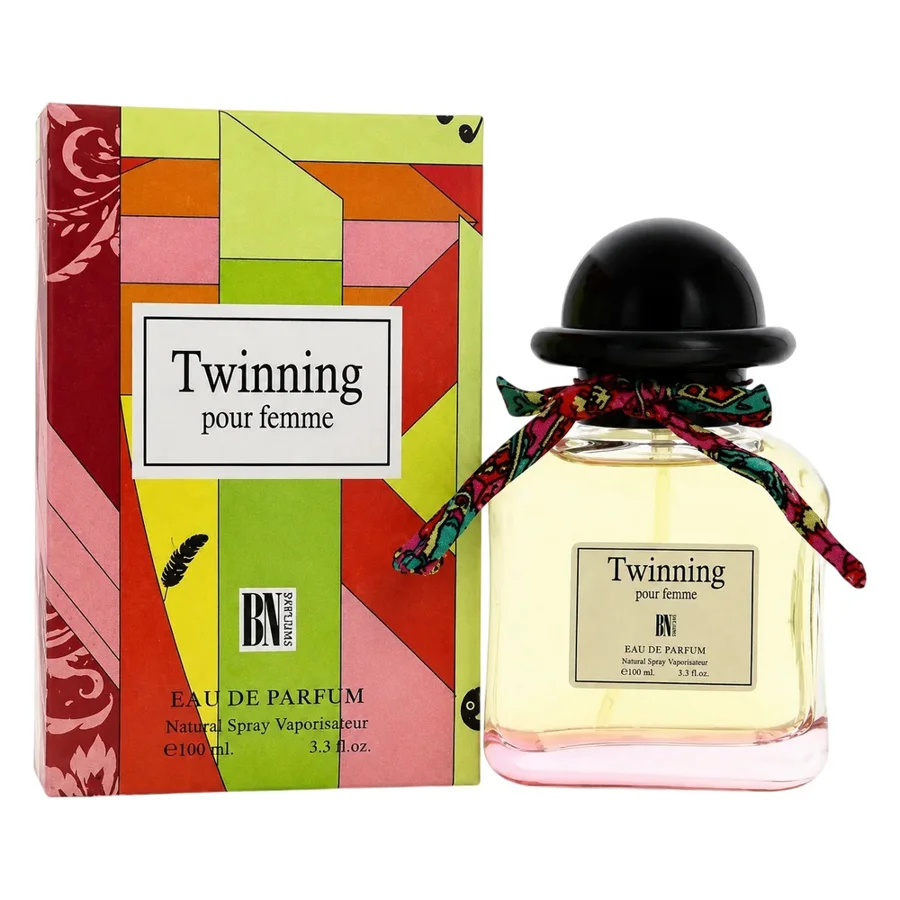 Twinning
pour femme
BN
EAU DE PARFUM
Natural Spray Vaporisateur
℮100 ml. 3.3 fl.oz.
Twinning
pour femme
BN
EAU DE PARFUM
Natural Spray Vaporisateur
℮100 ml. 3.3 fl.oz.